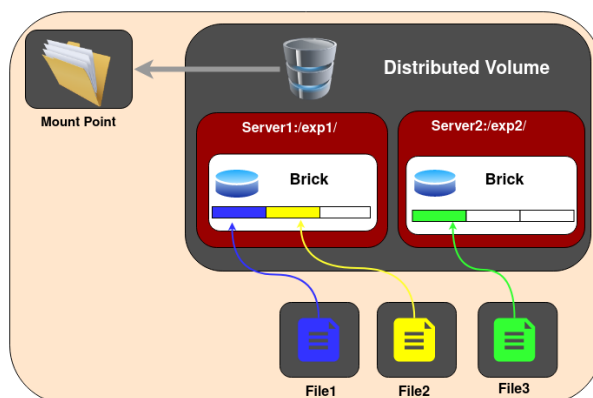 Distributed Volume
Mount Point
Server1:/exp1/
Server2:/exp2/
Brick
Brick
File1
File2
File3